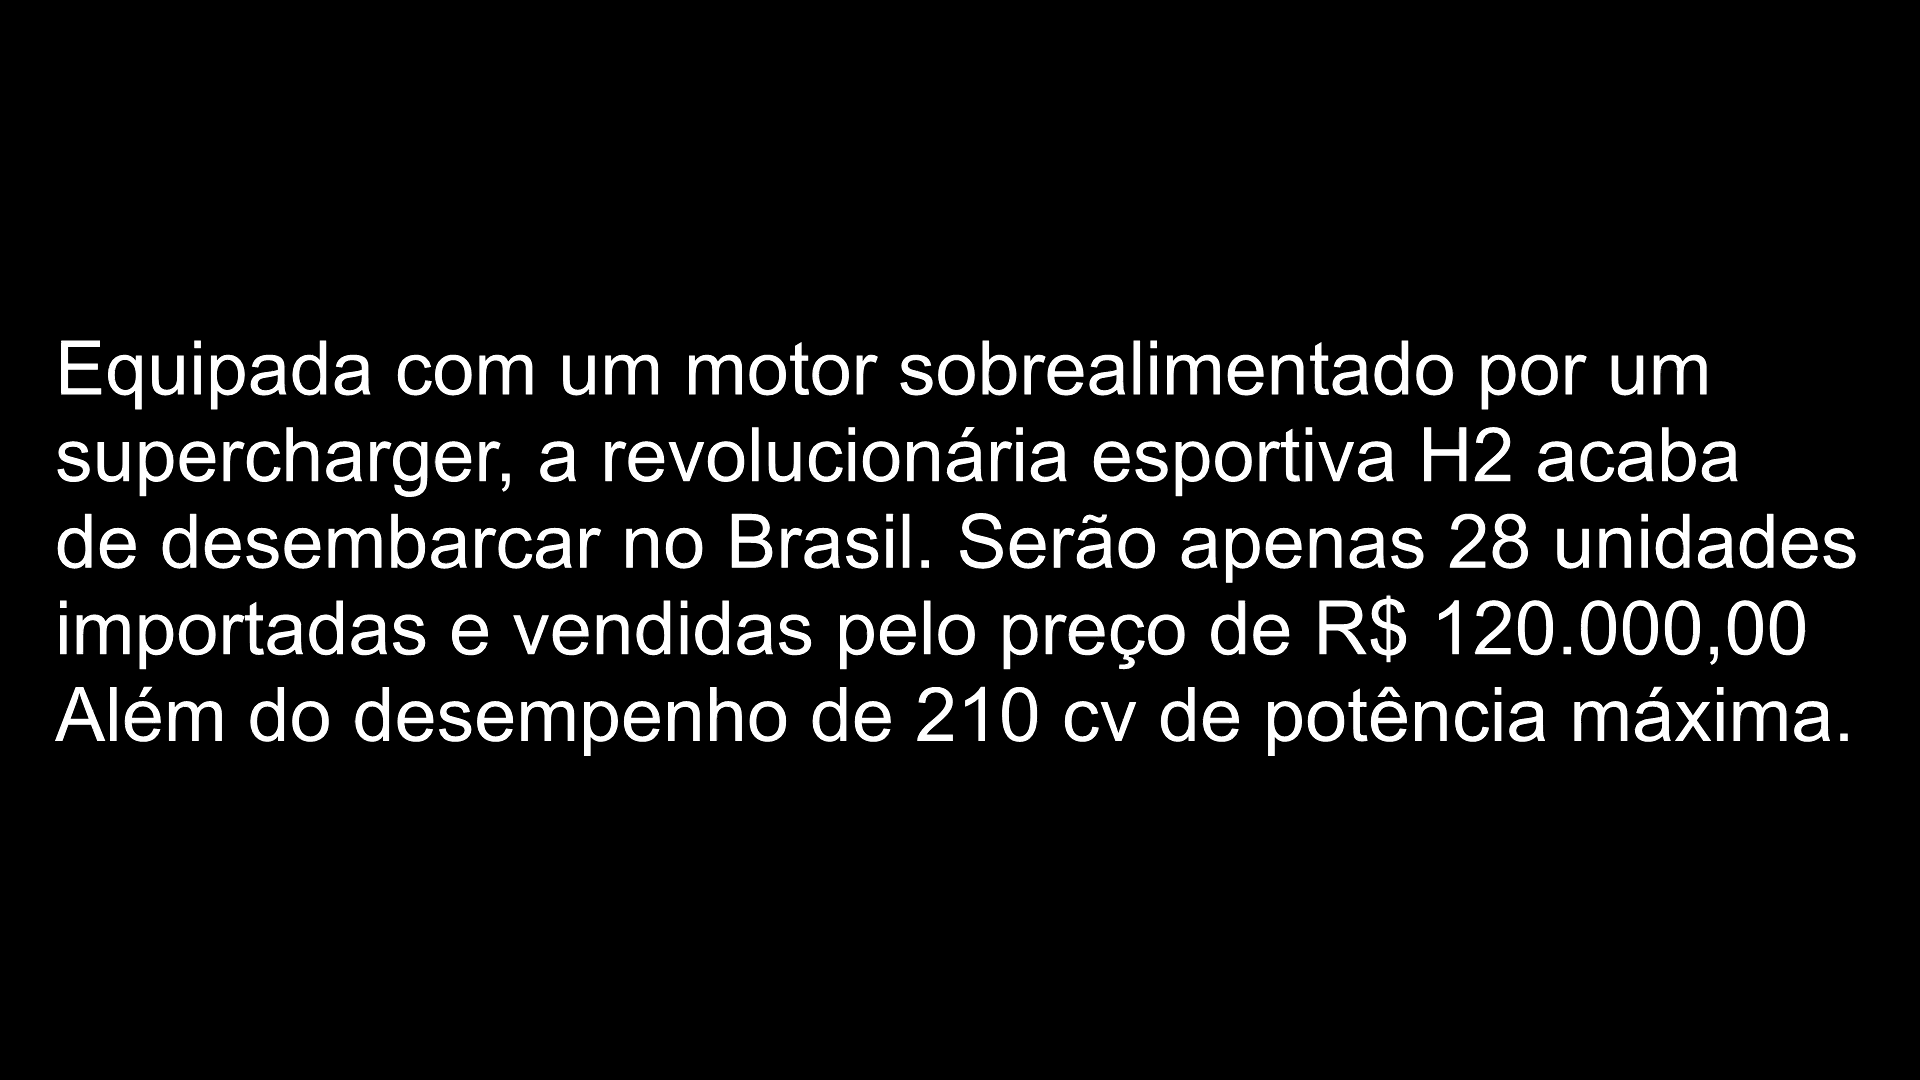 Equipada com um motor sobrealimentado por um
supercharger, a revolucionária esportiva H2 acaba
de desembarcar no Brasil. Serão apenas 28 unidades
importadas e vendidas pelo preço de R$ 120.000,00
Além do desempenho de 210 cv de potência máxima.